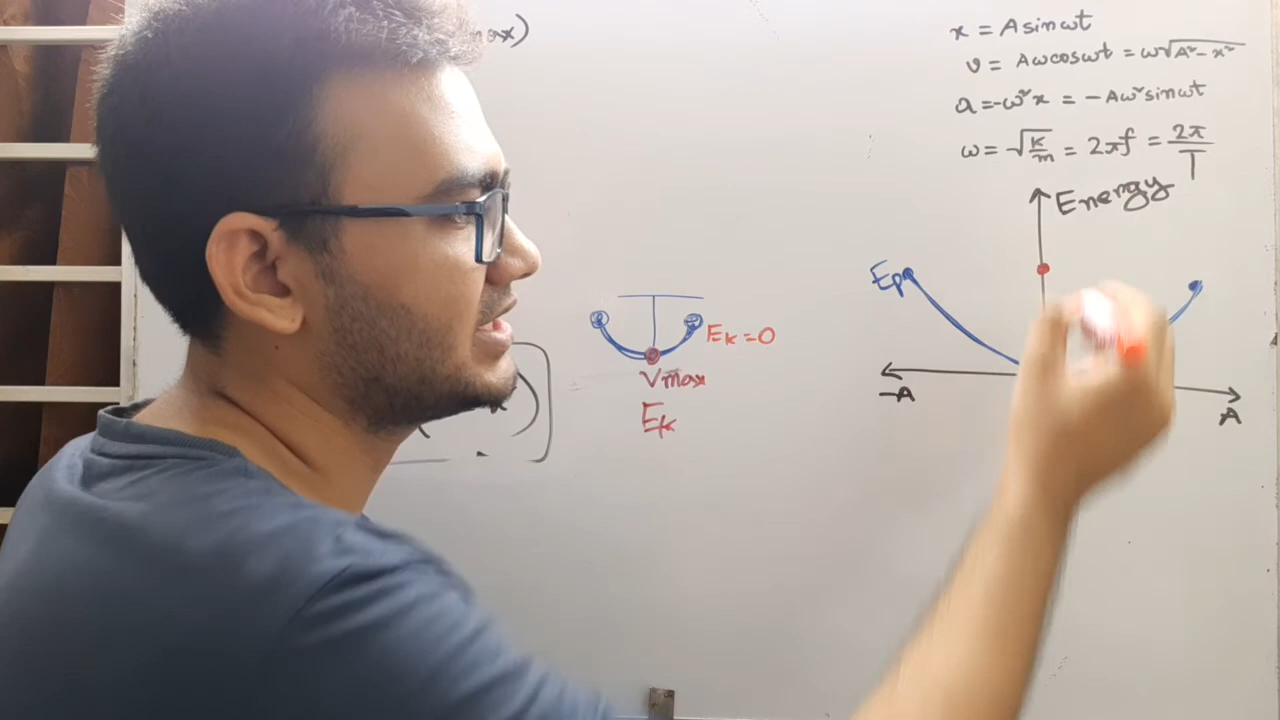 x = A sin ωt
v = Aω cos ωt = ω√A² - x²
a = -ω²x = -Aω² sin ωt
ω = √k/m = 2πf = 2π/T
Energy
Ep
Ek = 0
Vmax
Ek
-A
A